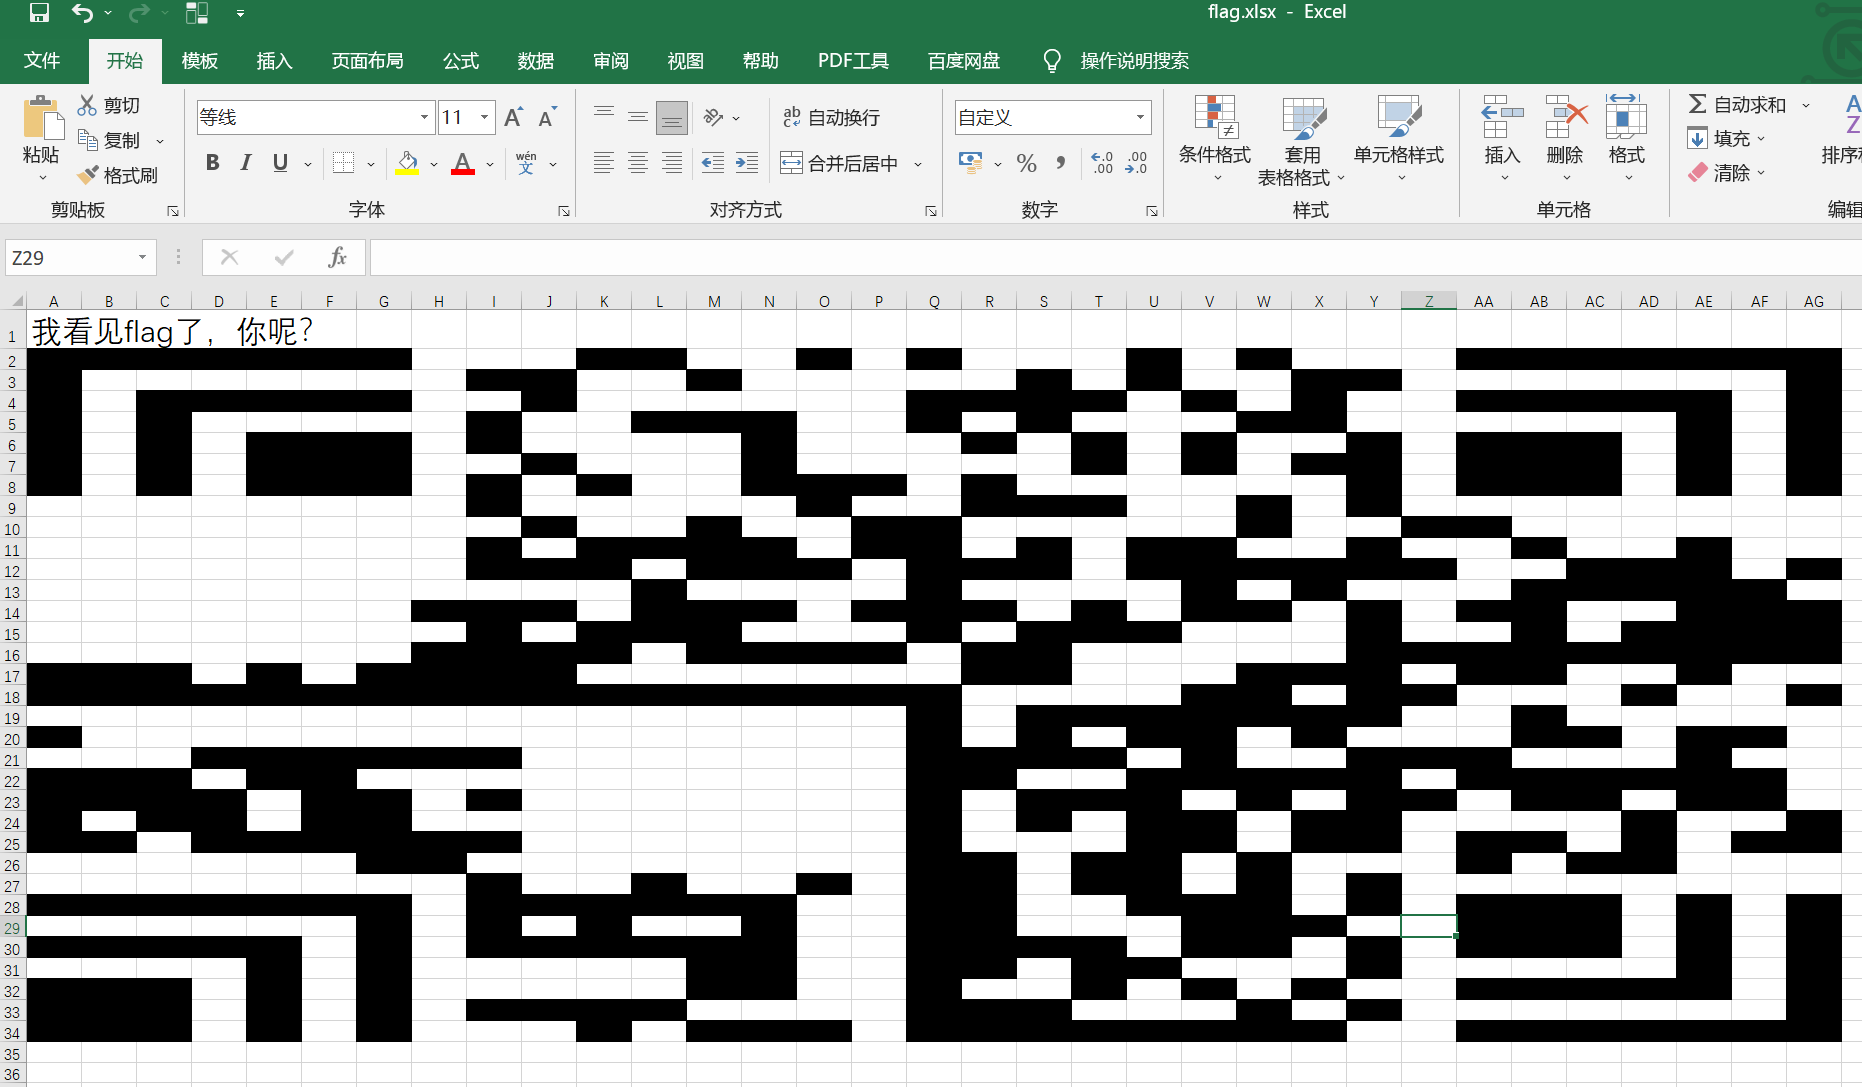 flag.xlsx - Excel
文件 开始 模板 插入 页面布局 公式 数据 审阅 视图 帮助 PDF工具 百度网盘 操作说明搜索
粘贴 剪切 复制 格式刷 剪贴板
等线 11 A A B I U A wén 文 字体
ab c 自动换行 合并后居中 对齐方式
自定义 % , .0 .00 .00 .0 数字
条件格式 套用 表格格式 单元格样式 样式
插入 删除 格式 单元格
Σ 自动求和 填充 清除 A Z 排序 编辑
Z29 fx
A B C D E F G H I J K L M N O P Q R S T U V W X Y Z AA AB AC AD AE AF AG
1 我看见flag了，你呢？
2
3
4
5
6
7
8
9
10
11
12
13
14
15
16
17
18
19
20
21
22
23
24
25
26
27
28
29
30
31
32
33
34
35
36